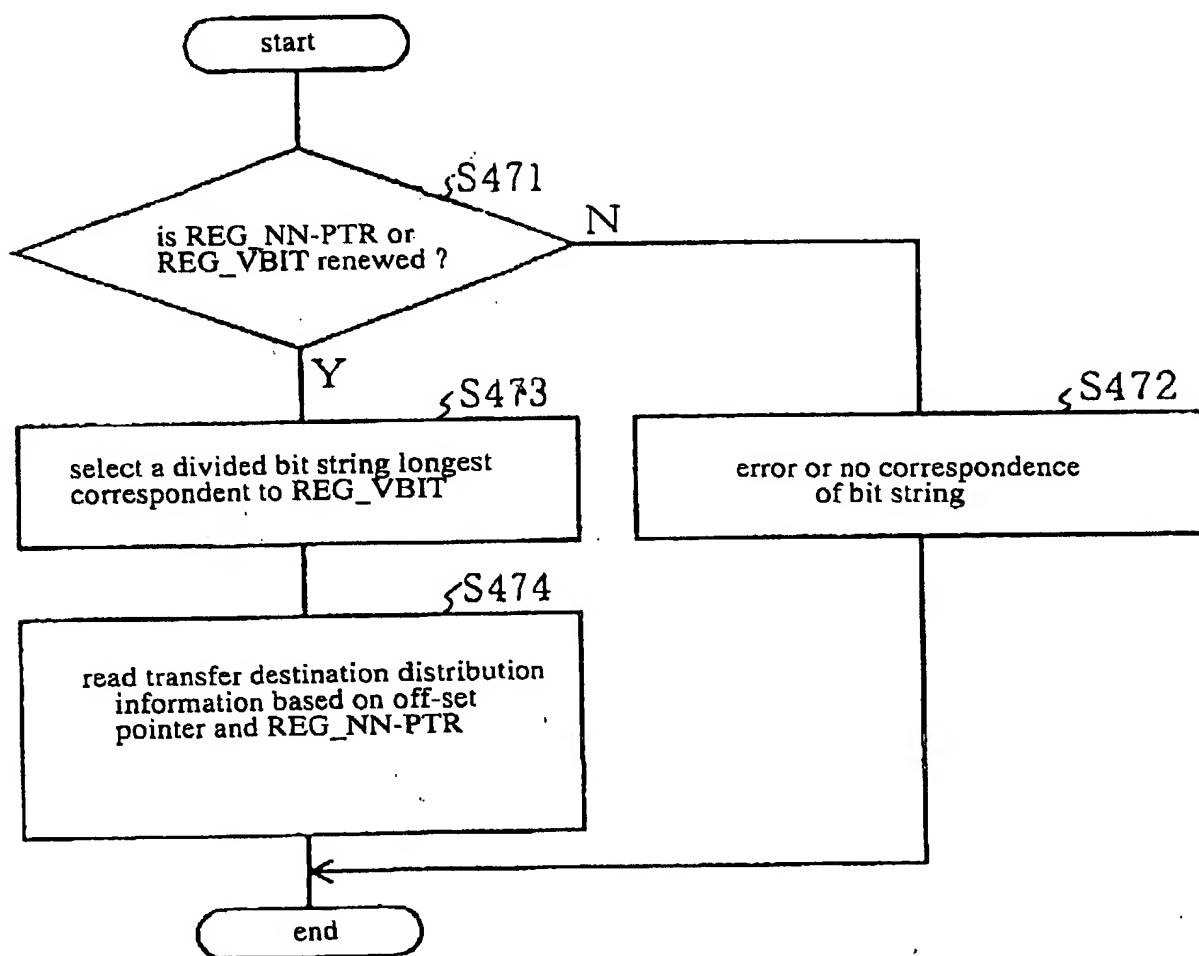 start
S471
is REG_NN-PTR or
REG_VBIT renewed ?
N
Y
S473
select a divided bit string longest
correspondent to REG_VBIT
S472
error or no correspondence
of bit string
S474
read transfer destination distribution
information based on off-set
pointer and REG_NN-PTR
end